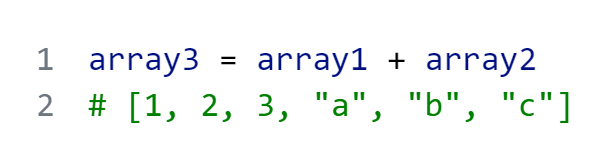 1 array3 = array1 + array2
2 # [1, 2, 3, "a", "b", "c"]